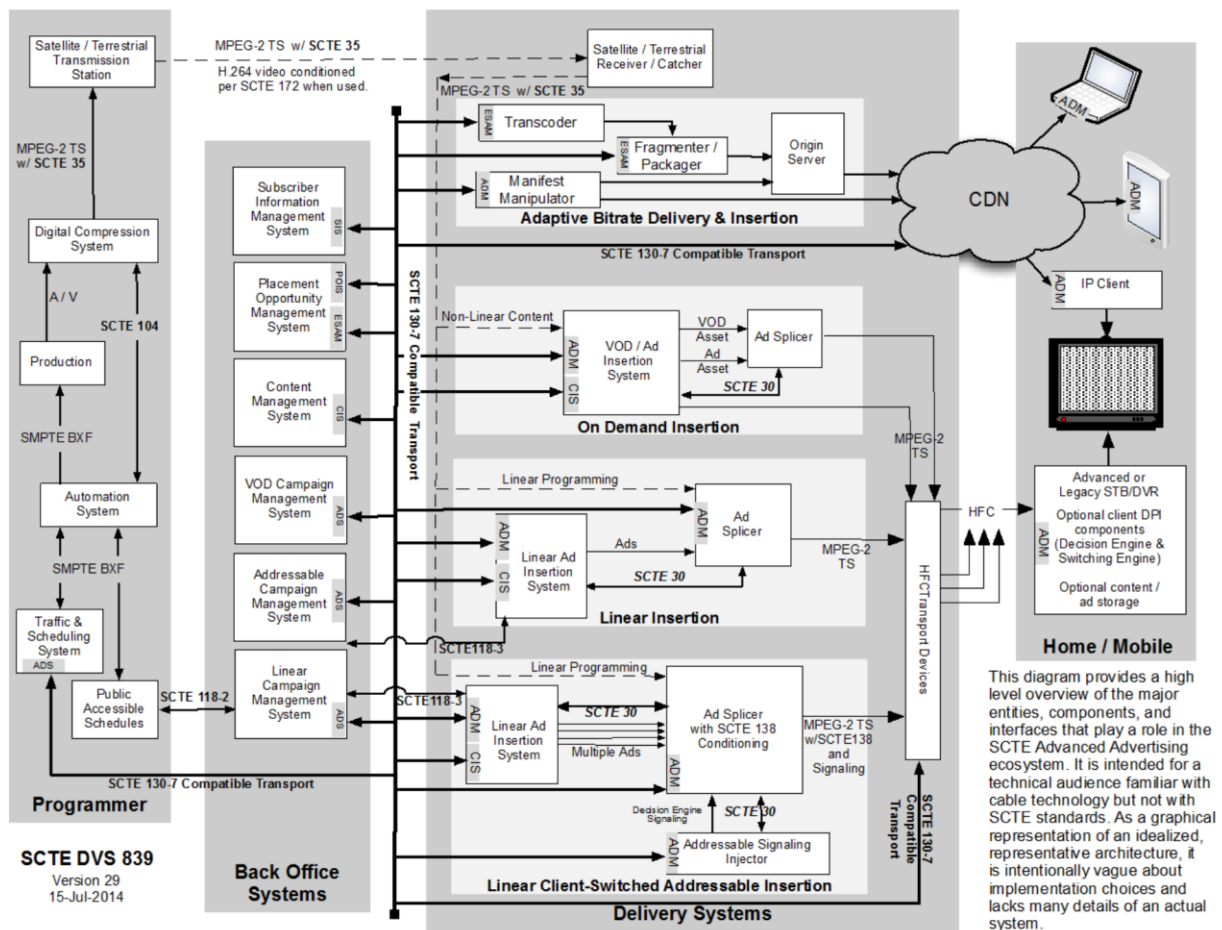 Satellite / Terrestrial
Transmission
Station
MPEG-2 TS
w/ SCTE 35
Digital Compression
System
A / V
SCTE 104
Production
SMPTE BXF
Automation
System
SMPTE BXF
Traffic &
Scheduling
System
ADS
Public
Accessible
Schedules
Programmer
SCTE DVS 839
Version 29
15-Jul-2014
MPEG-2 TS w/ SCTE 35
H.264 video conditioned
per SCTE 172 when used.
Subscriber
Information
Management
System
SIS
Placement
Opportunity
Management
System
POIS
ESAM
Content
Management
System
CIS
VOD Campaign
Management
System
ADS
Addressable
Campaign
Management
System
ADS
Linear
Campaign
Management
System
ADS
SCTE 118-2
SCTE 130-7 Compatible Transport
Back Office
Systems
SCTE 130-7 Compatible Transport
Satellite / Terrestrial
Receiver / Catcher
MPEG-2 TS w/ SCTE 35
ESAM
Transcoder
ESAM
Fragmenter /
Packager
ADM
Manifest
Manipulator
Origin
Server
Adaptive Bitrate Delivery & Insertion
SCTE 130-7 Compatible Transport
Non-Linear Content
ADM
CIS
VOD / Ad
Insertion
System
VOD
Asset
Ad
Asset
Ad Splicer
SCTE 30
On Demand Insertion
MPEG-2
TS
Linear Programming
ADM
CIS
Linear Ad
Insertion
System
Ads
SCTE 30
ADM
Ad
Splicer
MPEG-2
TS
Linear Insertion
SCTE118-3
SCTE118-3
Linear Programming
ADM
CIS
Linear Ad
Insertion
System
SCTE 30
Multiple Ads
Ad Splicer
with SCTE 138
Conditioning
ADM
MPEG-2 TS
w/SCTE138
and
Signaling
Decision Engine
Signaling
SCTE 30
ADM
Addressable Signaling
Injector
Linear Client-Switched Addressable Insertion
SCTE 130-7
Compatible
Transport
Delivery Systems
HFCTransport Devices
HFC
CDN
ADM
ADM
ADM
IP Client
ADM
Advanced or
Legacy STB/DVR
Optional client DPI
components
(Decision Engine &
Switching Engine)
Optional content /
ad storage
Home / Mobile
This diagram provides a high
level overview of the major
entities, components, and
interfaces that play a role in the
SCTE Advanced Advertising
ecosystem. It is intended for a
technical audience familiar with
cable technology but not with
SCTE standards. As a graphical
representation of an idealized,
representative architecture, it
is intentionally vague about
implementation choices and
lacks many details of an actual
system.